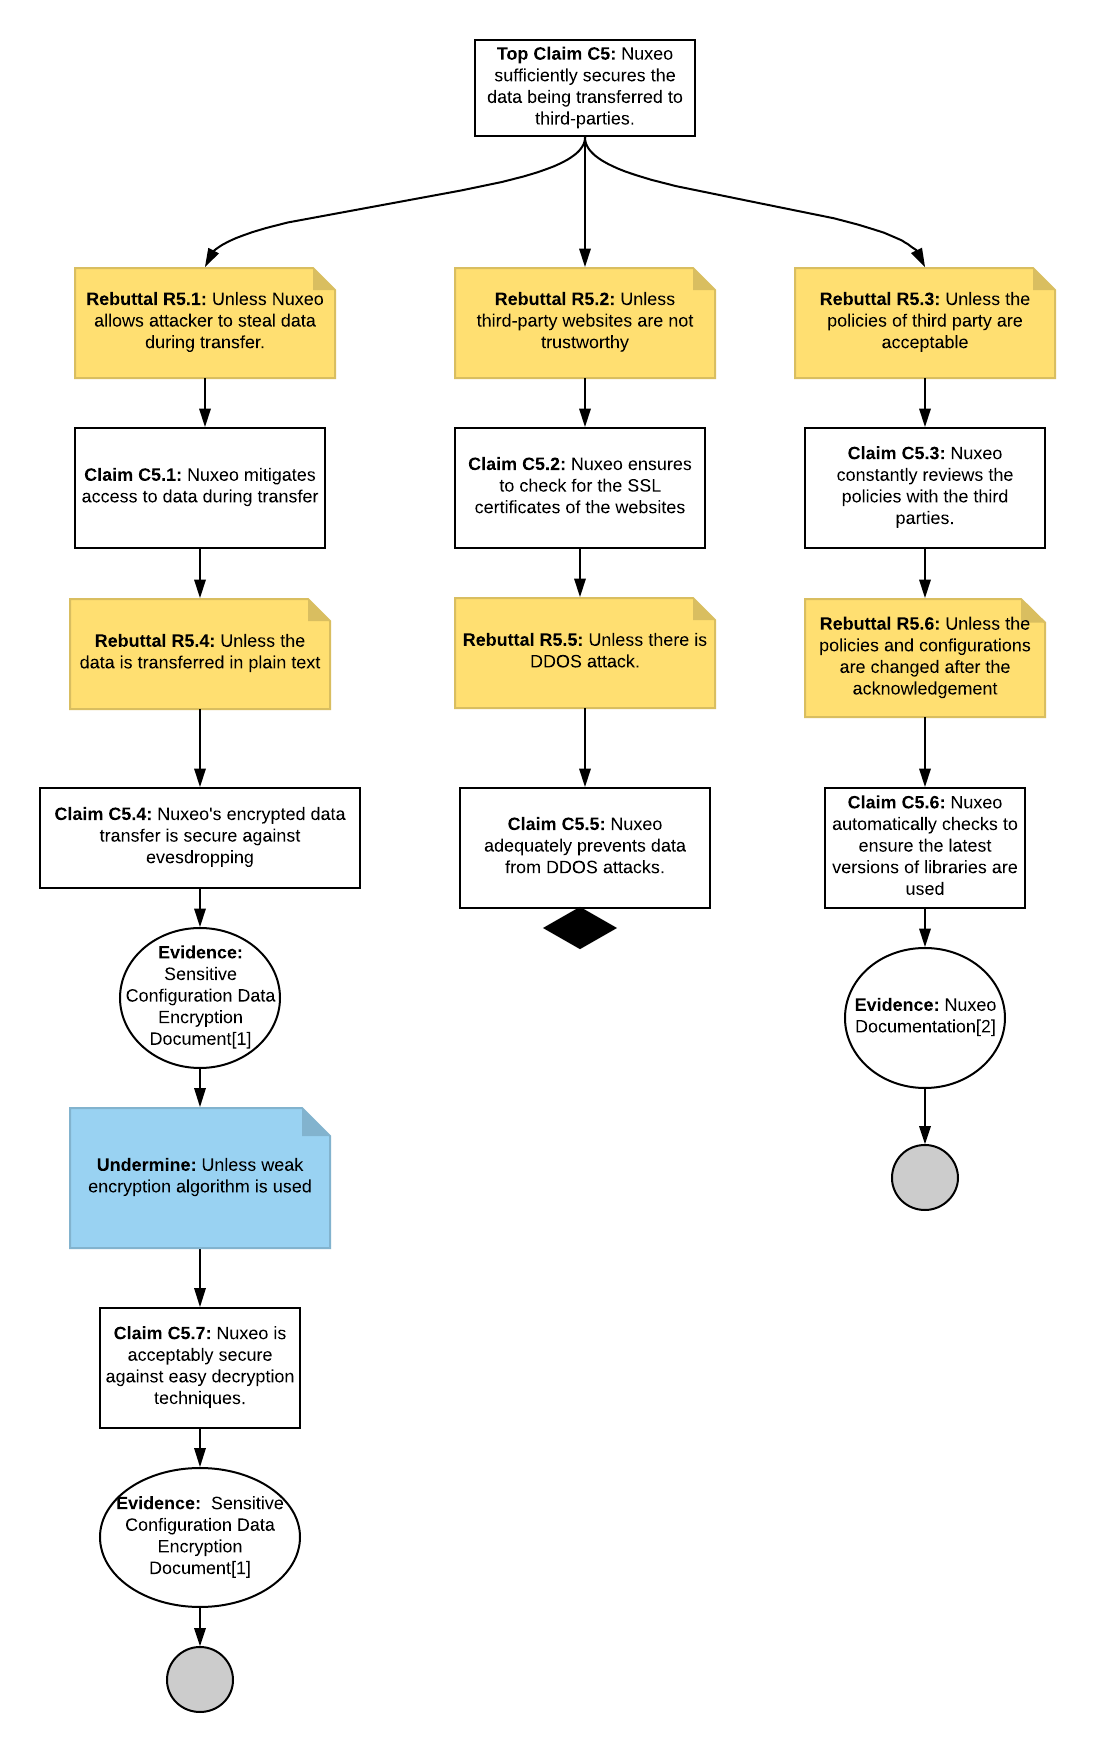 Top Claim C5: Nuxeo
sufficiently secures the
data being transferred to
third-parties.
Rebuttal R5.1: Unless Nuxeo
allows attacker to steal data
during transfer.
Rebuttal R5.2: Unless
third-party websites are not
trustworthy
Rebuttal R5.3: Unless the
policies of third party are
acceptable
Claim C5.1: Nuxeo mitigates
access to data during transfer
Claim C5.2: Nuxeo ensures
to check for the SSL
certificates of the websites
Claim C5.3: Nuxeo
constantly reviews the
policies with the third
parties.
Rebuttal R5.4: Unless the
data is transferred in plain text
Rebuttal R5.5: Unless there is
DDOS attack.
Rebuttal R5.6: Unless the
policies and configurations
are changed after the
acknowledgement
Claim C5.4: Nuxeo's encrypted data
transfer is secure against
evesdropping
Claim C5.5: Nuxeo
adequately prevents data
from DDOS attacks.
Claim C5.6: Nuxeo
automatically checks to
ensure the latest
versions of libraries are
used
Evidence:
Sensitive
Configuration Data
Encryption
Document[1]
Evidence: Nuxeo
Documentation[2]
Undermine: Unless weak
encryption algorithm is used
Claim C5.7: Nuxeo is
acceptably secure
against easy decryption
techniques.
Evidence: Sensitive
Configuration Data
Encryption
Document[1]